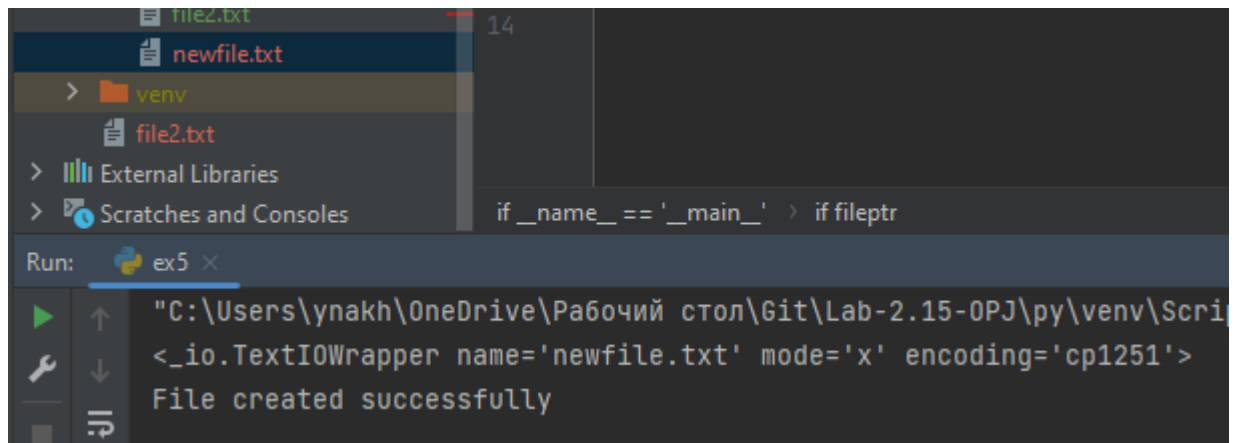 file2.txt
14
newfile.txt
venv
file2.txt
External Libraries
Scratches and Consoles
if __name__ == '__main__' › if fileptr
Run: ex5 ×
"C:\Users\ynakh\OneDrive\Рабочий стол\Git\Lab-2.15-OPJ\py\venv\Scri
<_io.TextIOWrapper name='newfile.txt' mode='x' encoding='cp1251'>
File created successfully